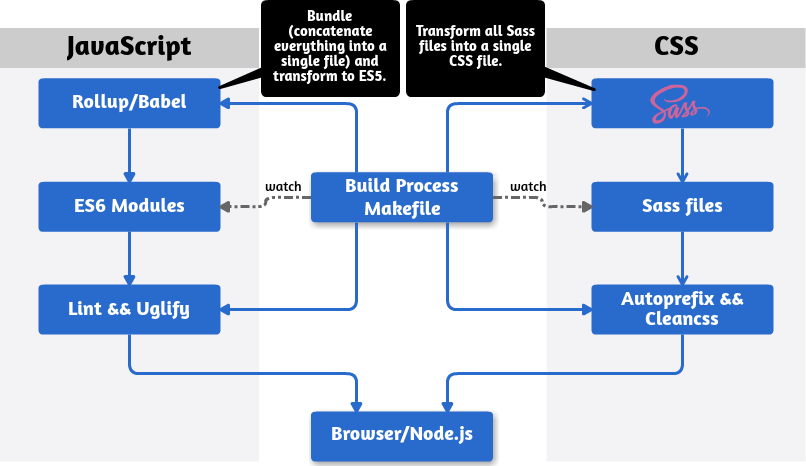 JavaScript
Bundle
(concatenate
everything into a
single file) and
transform to ES5.
Transform all Sass
files into a single
CSS file.
CSS
Rollup/Babel
Sass
watch
Build Process
Makefile
watch
ES6 Modules
Sass files
Lint && Uglify
Autoprefix &&
Cleancss
Browser/Node.js